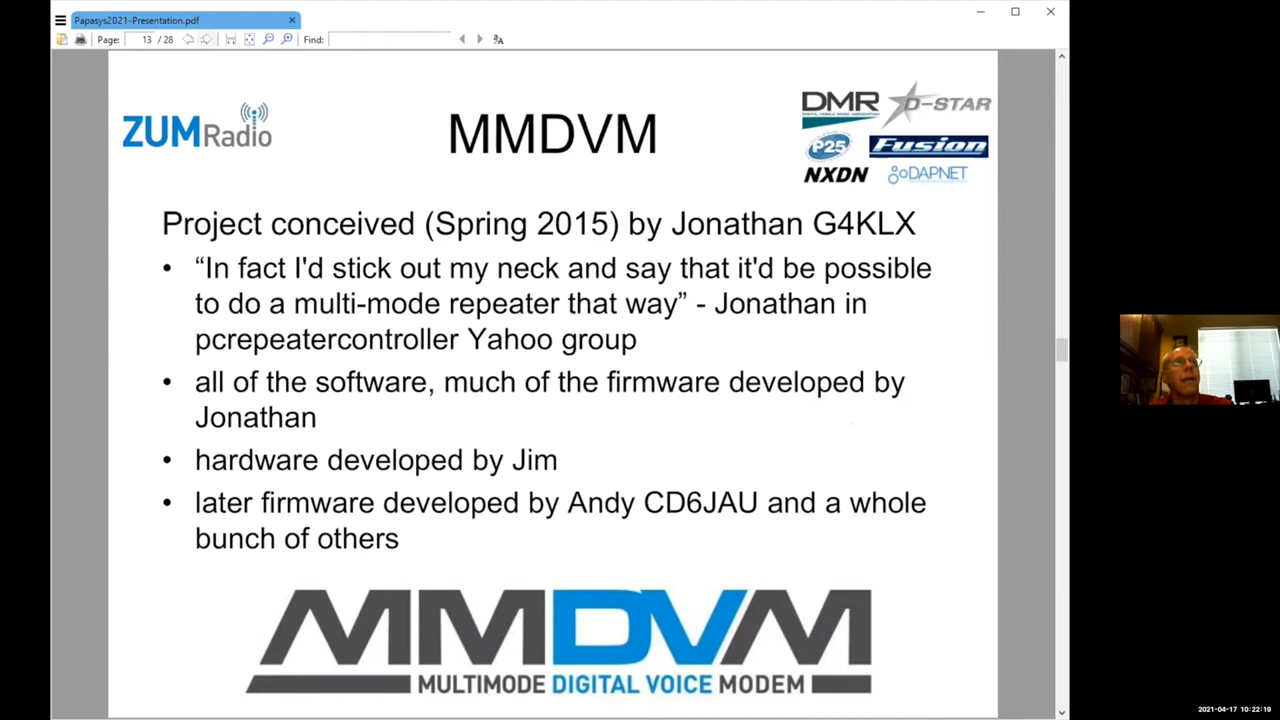 Papasys2021-Presentation.pdf
Page: 13 / 28 Find:
ZUMRadio
MMDVM
DMR
D-STAR
P25
Fusion
NXDN
DAPNET
Project conceived (Spring 2015) by Jonathan G4KLX
• “In fact I'd stick out my neck and say that it'd be possible
to do a multi-mode repeater that way” - Jonathan in
pcrepeatercontroller Yahoo group
• all of the software, much of the firmware developed by
Jonathan
• hardware developed by Jim
• later firmware developed by Andy CD6JAU and a whole
bunch of others
MMDVM
MULTIMODE DIGITAL VOICE MODEM
2021-04-17 10:22:19